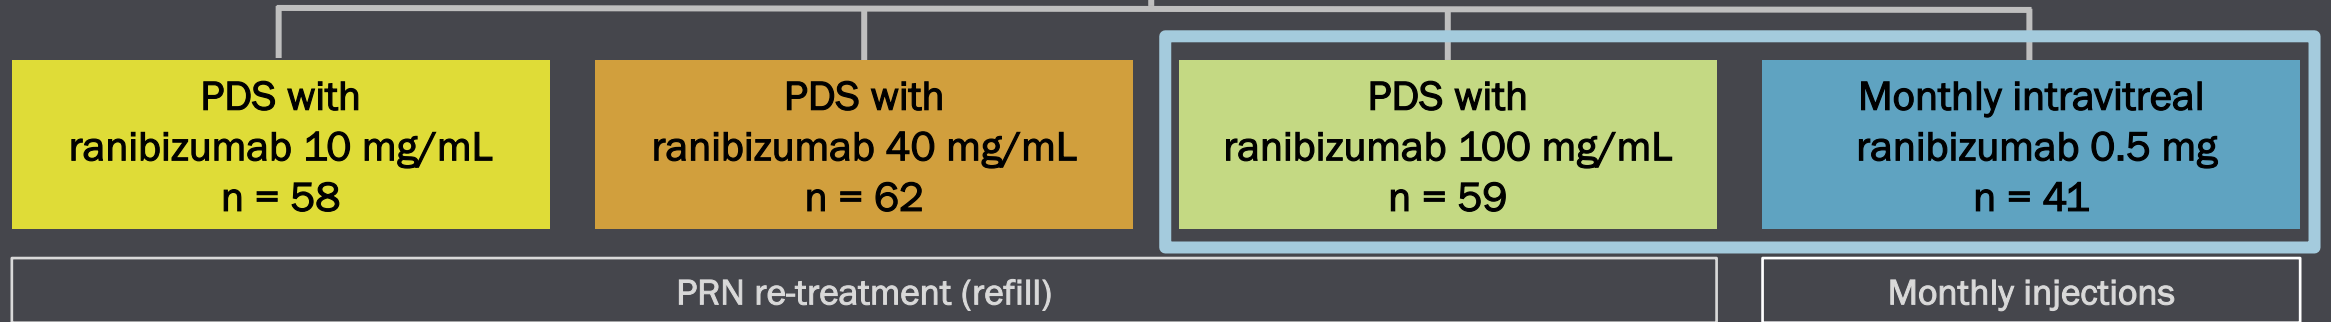 PDS with
ranibizumab 10 mg/mL
n = 58
PDS with
ranibizumab 40 mg/mL
n = 62
PDS with
ranibizumab 100 mg/mL
n = 59
Monthly intravitreal
ranibizumab 0.5 mg
n = 41
PRN re-treatment (refill)
Monthly injections